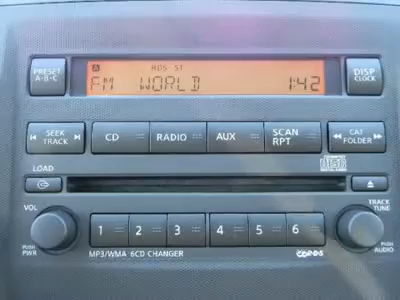 PRESET
A·B·C
A RDS ST
FM WORLD 1:42
DISP
CLOCK
SEEK
TRACK
CD
RADIO
AUX
SCAN
RPT
CAT
FOLDER
LOAD
VOL
PUSH
PWR
1 2 3 4 5 6
TRACK
TUNE
PUSH
AUDIO
MP3/WMA 6CD CHANGER